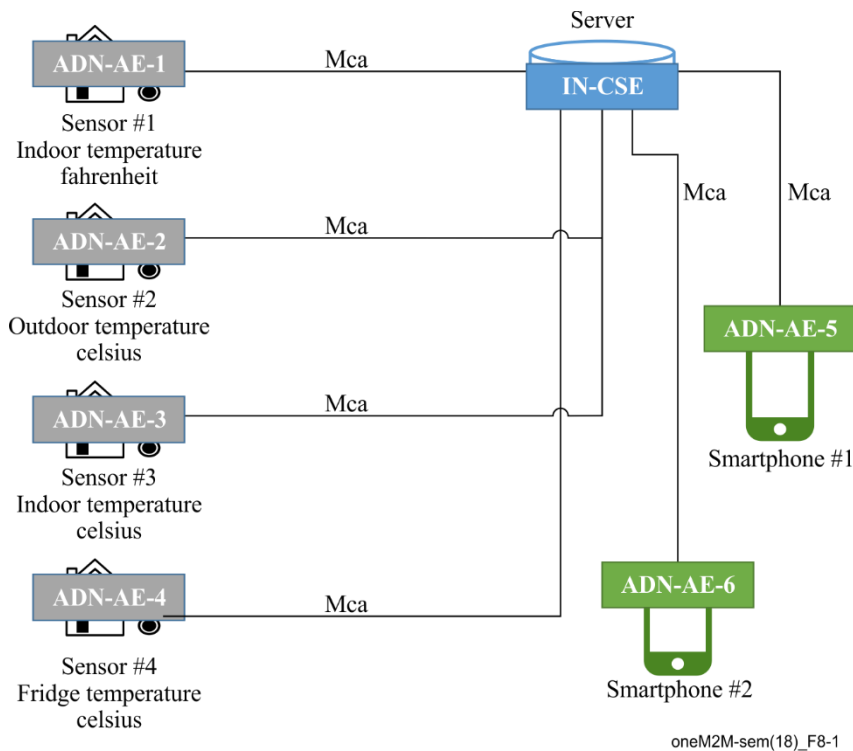 Server
ADN-AE-1
Mca
IN-CSE
Sensor #1
Indoor temperature
fahrenheit
Mca
Mca
ADN-AE-2
Mca
Sensor #2
Outdoor temperature
celsius
ADN-AE-5
ADN-AE-3
Mca
Smartphone #1
Sensor #3
Indoor temperature
celsius
ADN-AE-4
Mca
ADN-AE-6
Sensor #4
Fridge temperature
celsius
Smartphone #2
oneM2M-sem(18)_F8-1